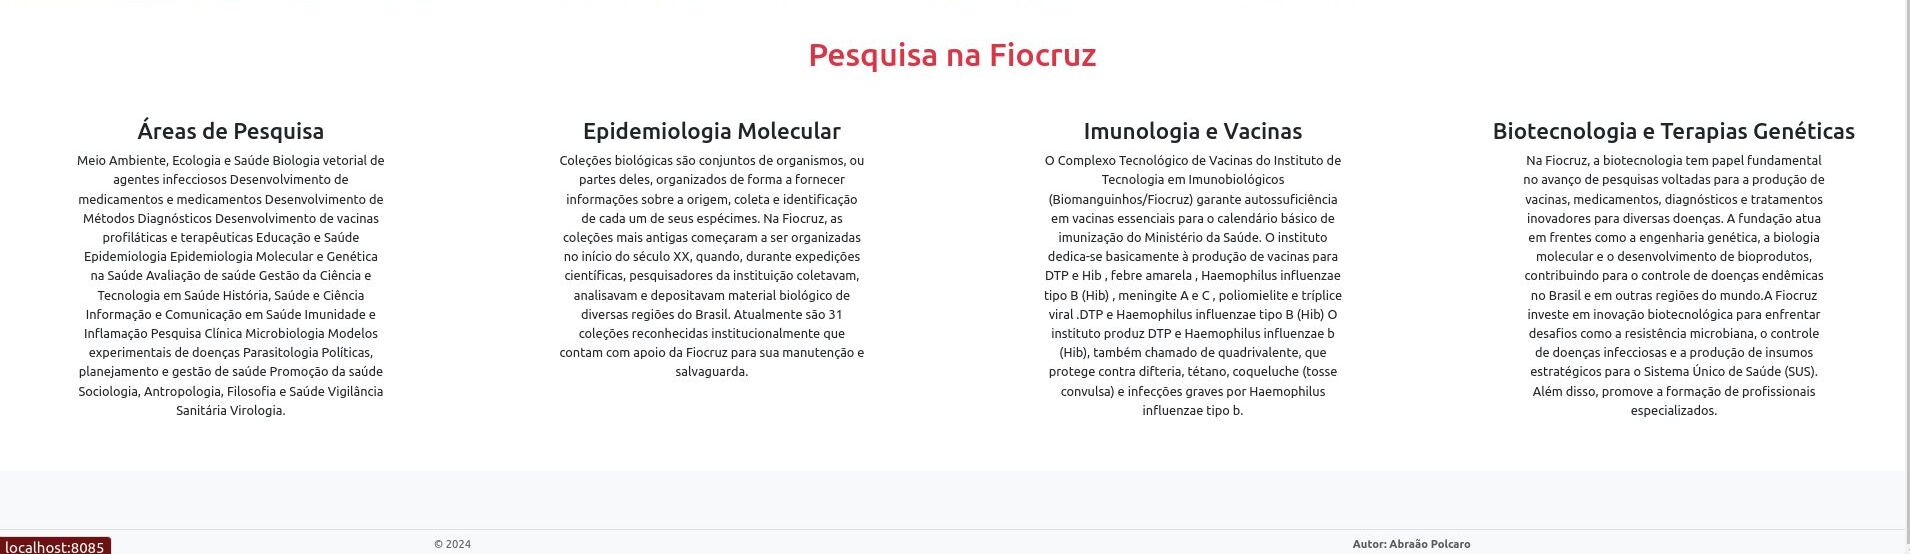 Pesquisa na Fiocruz
Áreas de Pesquisa
Meio Ambiente, Ecologia e Saúde Biologia vetorial de
agentes infecciosos Desenvolvimento de
medicamentos e medicamentos Desenvolvimento de
Métodos Diagnósticos Desenvolvimento de vacinas
profiláticas e terapêuticas Educação e Saúde
Epidemiologia Epidemiologia Molecular e Genética
na Saúde Avaliação de saúde Gestão da Ciência e
Tecnologia em Saúde História, Saúde e Ciência
Informação e Comunicação em Saúde Imunidade e
Inflamação Pesquisa Clínica Microbiologia Modelos
experimentais de doenças Parasitologia Políticas,
planejamento e gestão de saúde Promoção da saúde
Sociologia, Antropologia, Filosofia e Saúde Vigilância
Sanitária Virologia.
Epidemiologia Molecular
Coleções biológicas são conjuntos de organismos, ou
partes deles, organizados de forma a fornecer
informações sobre a origem, coleta e identificação
de cada um de seus espécimes. Na Fiocruz, as
coleções mais antigas começaram a ser organizadas
no início do século XX, quando, durante expedições
científicas, pesquisadores da instituição coletavam,
analisavam e depositavam material biológico de
diversas regiões do Brasil. Atualmente são 31
coleções reconhecidas institucionalmente que
contam com apoio da Fiocruz para sua manutenção e
salvaguarda.
Imunologia e Vacinas
O Complexo Tecnológico de Vacinas do Instituto de
Tecnologia em Imunobiológicos
(Biomanguinhos/Fiocruz) garante autossuficiência
em vacinas essenciais para o calendário básico de
imunização do Ministério da Saúde. O instituto
dedica-se basicamente à produção de vacinas para
DTP e Hib , febre amarela , Haemophilus influenzae
tipo B (Hib) , meningite A e C , poliomielite e tríplice
viral .DTP e Haemophilus influenzae tipo B (Hib) O
instituto produz DTP e Haemophilus influenzae b
(Hib), também chamado de quadrivalente, que
protege contra difteria, tétano, coqueluche (tosse
convulsa) e infecções graves por Haemophilus
influenzae tipo b.
Biotecnologia e Terapias Genéticas
Na Fiocruz, a biotecnologia tem papel fundamental
no avanço de pesquisas voltadas para a produção de
vacinas, medicamentos, diagnósticos e tratamentos
inovadores para diversas doenças. A fundação atua
em frentes como a engenharia genética, a biologia
molecular e o desenvolvimento de bioprodutos,
contribuindo para o controle de doenças endêmicas
no Brasil e em outras regiões do mundo.A Fiocruz
investe em inovação biotecnológica para enfrentar
desafios como a resistência microbiana, o controle
de doenças infecciosas e a produção de insumos
estratégicos para o Sistema Único de Saúde (SUS).
Além disso, promove a formação de profissionais
especializados.
© 2024
Autor: Abraão Polcaro
localhost:8085